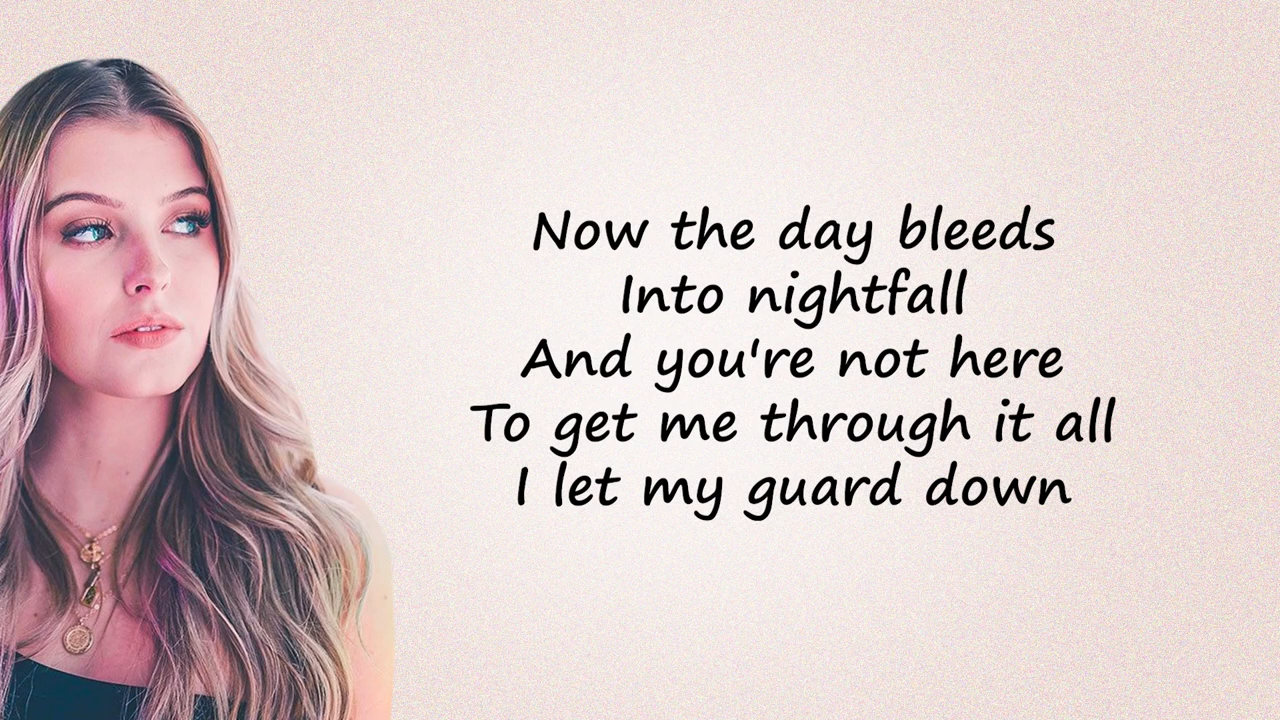 Now the day bleeds
Into nightfall
And you're not here
To get me through it all
I let my guard down